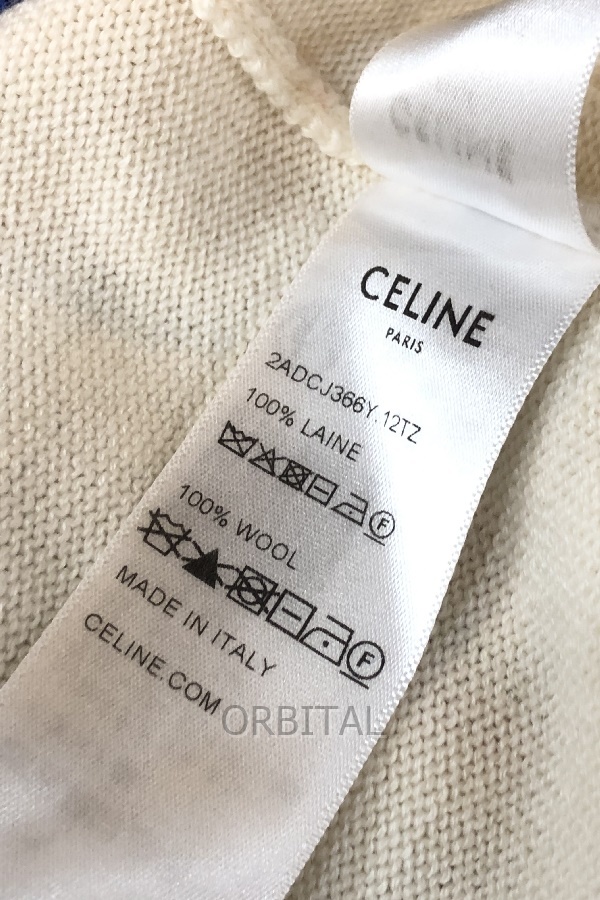 CELINE
PARIS
2ADCJ366Y.12TZ
100% LAINE
F
100% WOOL
F
MADE IN ITALY
CELINE.COM
ORBITAL